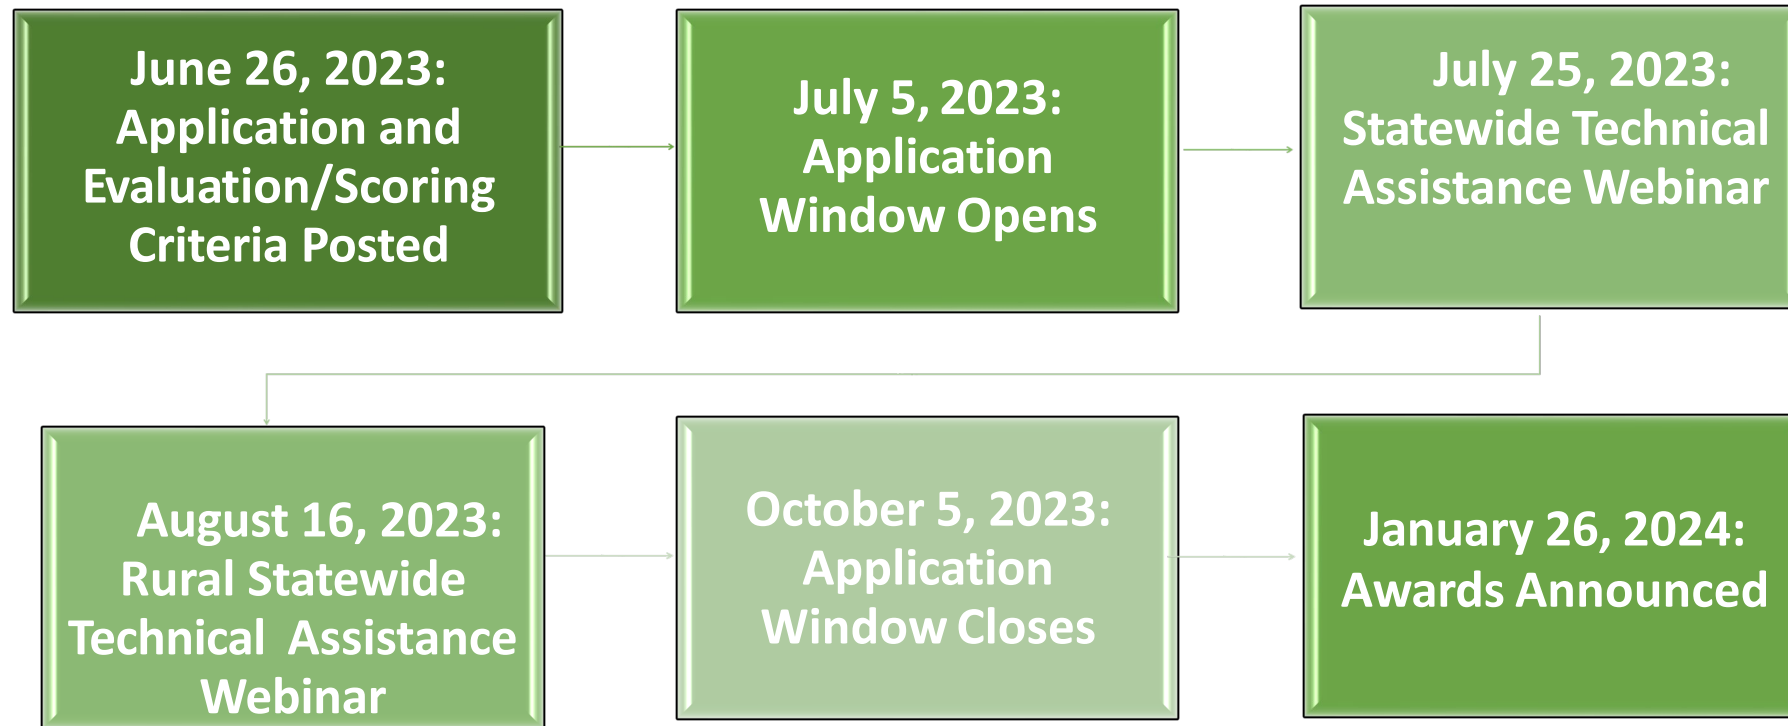 June 26, 2023:
Application and
Evaluation/Scoring
Criteria Posted
July 5, 2023:
Application
Window Opens
July 25, 2023:
Statewide Technical
Assistance Webinar
August 16, 2023:
Rural Statewide
Technical  Assistance
Webinar
October 5, 2023:
Application
Window Closes
January 26, 2024:
Awards Announced